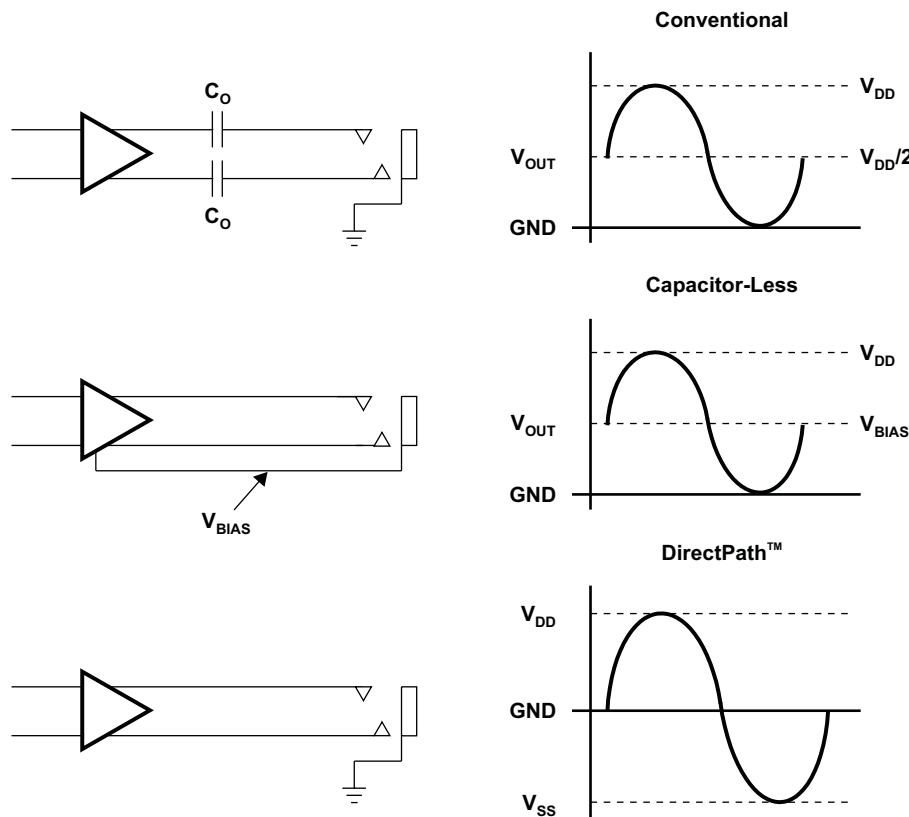 Conventional
C_O
C_O
V_DD
V_OUT
V_DD/2
GND
Capacitor-Less
V_DD
V_OUT
V_BIAS
GND
V_BIAS
DirectPath™
V_DD
GND
V_SS